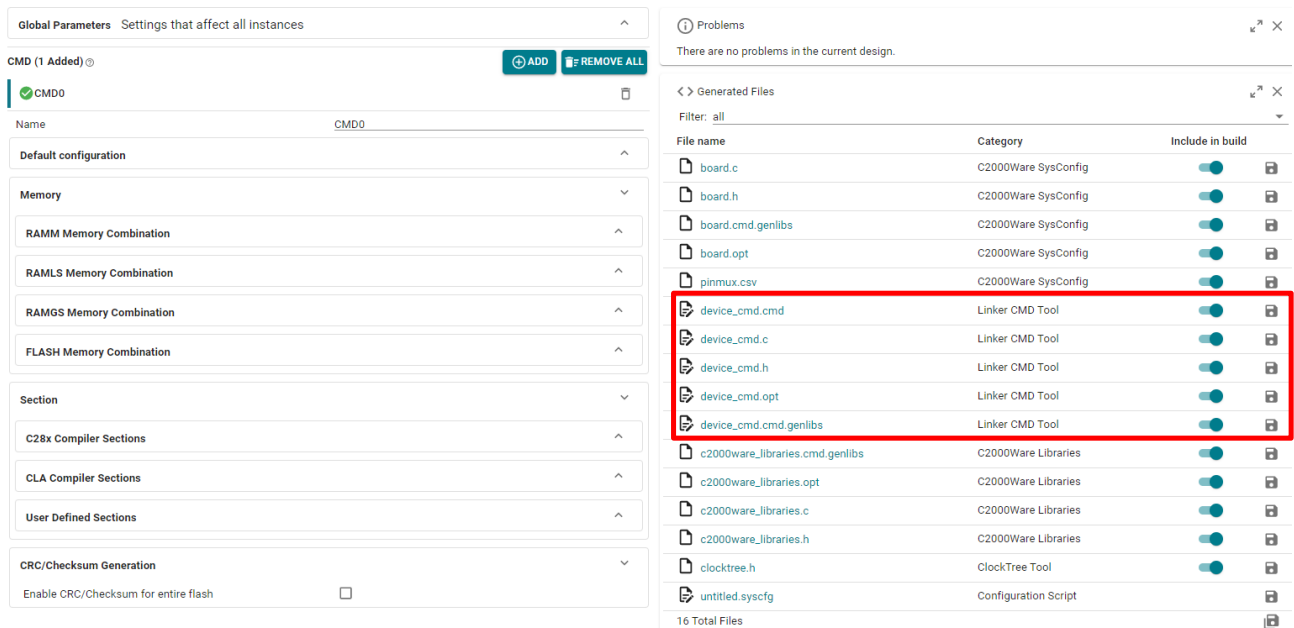 Global Parameters Settings that affect all instances
CMD (1 Added)
ADD
REMOVE ALL
CMD0
Name
CMD0
Default configuration
Memory
RAMM Memory Combination
RAMLS Memory Combination
RAMGS Memory Combination
FLASH Memory Combination
Section
C28x Compiler Sections
CLA Compiler Sections
User Defined Sections
CRC/Checksum Generation
Enable CRC/Checksum for entire flash
Problems
There are no problems in the current design.
Generated Files
Filter: all
File name Category Include in build
board.c C2000Ware SysConfig
board.h C2000Ware SysConfig
board.cmd.genlibs C2000Ware SysConfig
board.opt C2000Ware SysConfig
pinmux.csv C2000Ware SysConfig
device_cmd.cmd Linker CMD Tool
device_cmd.c Linker CMD Tool
device_cmd.h Linker CMD Tool
device_cmd.opt Linker CMD Tool
device_cmd.cmd.genlibs Linker CMD Tool
c2000ware_libraries.cmd.genlibs C2000Ware Libraries
c2000ware_libraries.opt C2000Ware Libraries
c2000ware_libraries.c C2000Ware Libraries
c2000ware_libraries.h C2000Ware Libraries
clocktree.h ClockTree Tool
untitled.syscfg Configuration Script
16 Total Files